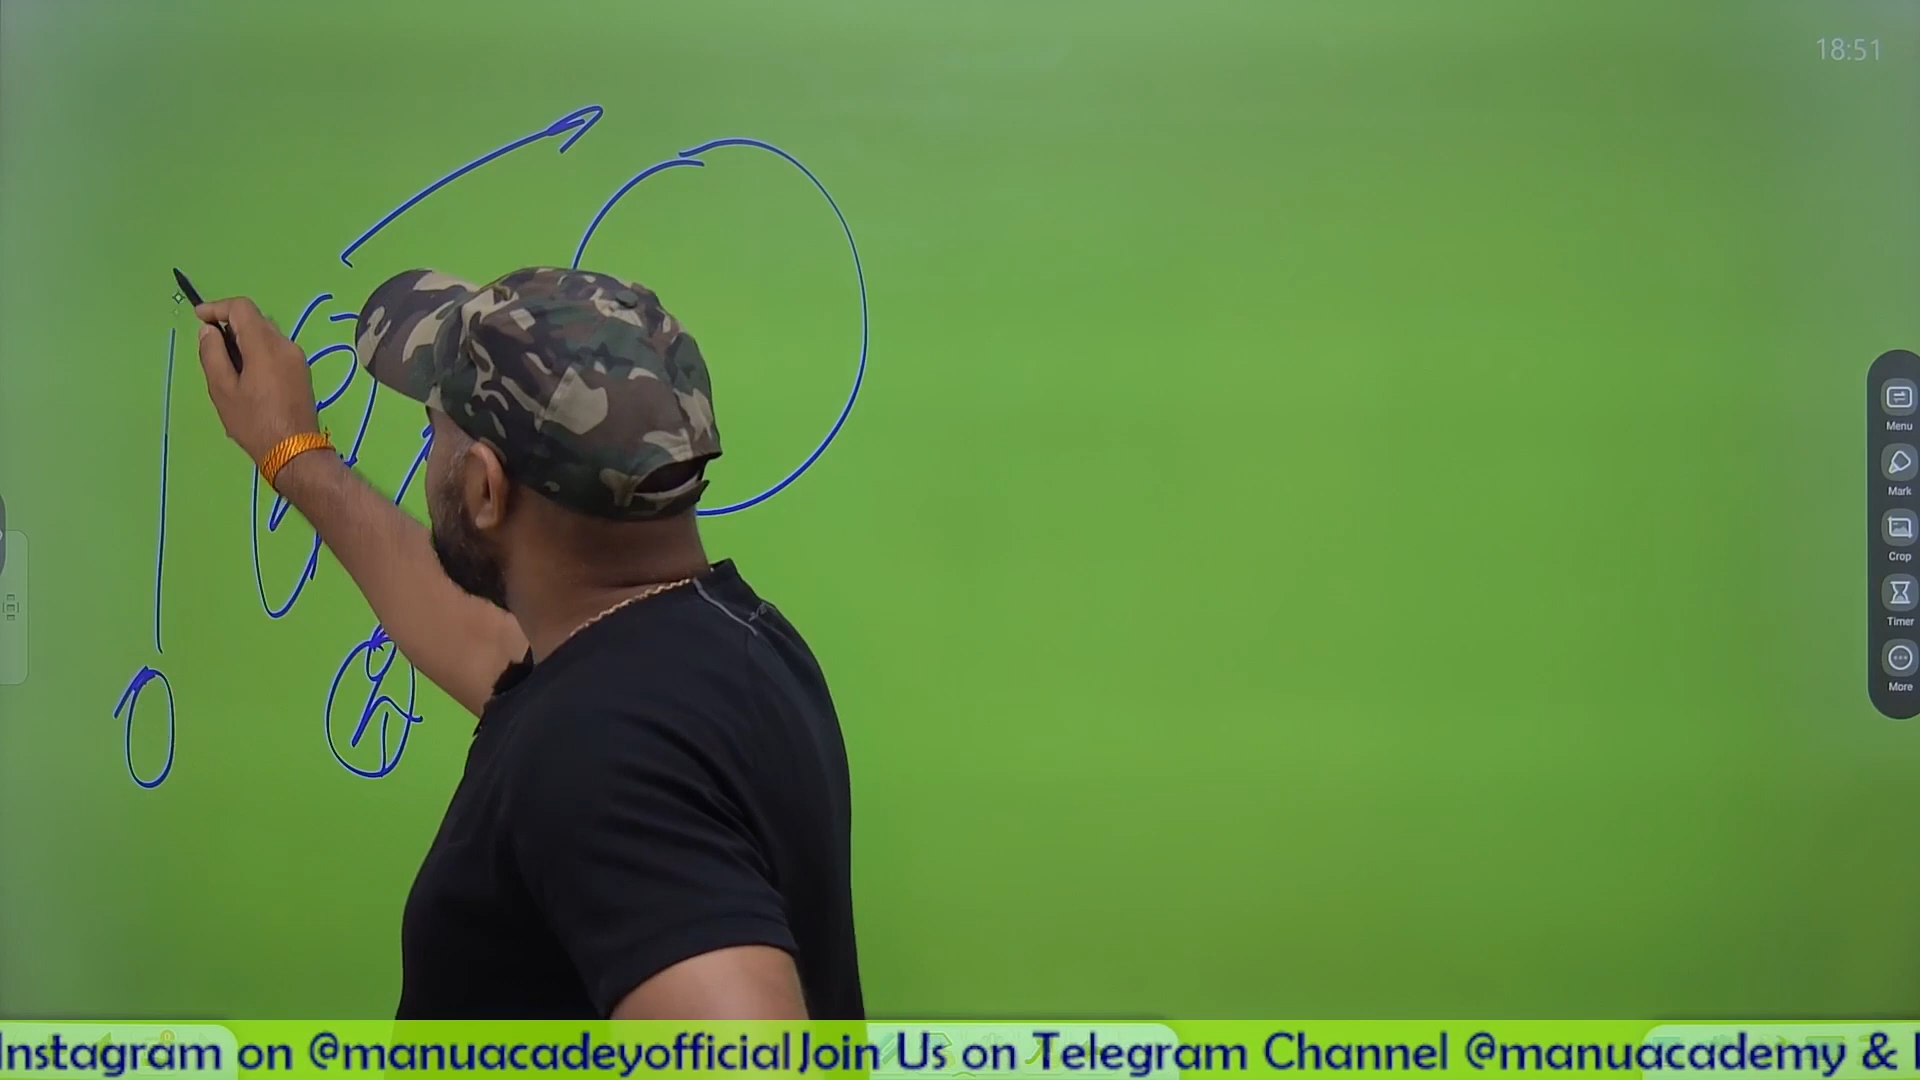 18:51
Menu
Mark
Crop
Timer
More
Instagram on @manuacadeyofficial Join Us on Telegram Channel @manuacademy &